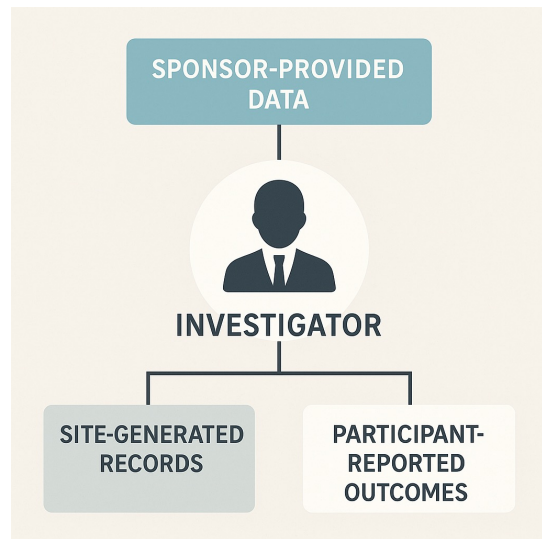 SPONSOR-PROVIDED
DATA
INVESTIGATOR
SITE-GENERATED
RECORDS
PARTICIPANT-
REPORTED
OUTCOMES